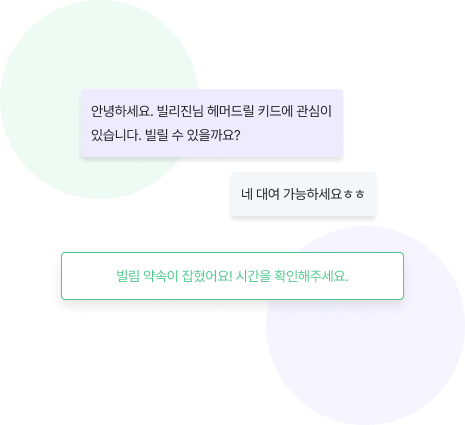 안녕하세요. 빌리진님 헤머드릴 키드에 관심이
있습니다. 빌릴 수 있을까요?
네 대여 가능하세요ㅎㅎ
빌림 약속이 잡혔어요! 시간을 확인해주세요.